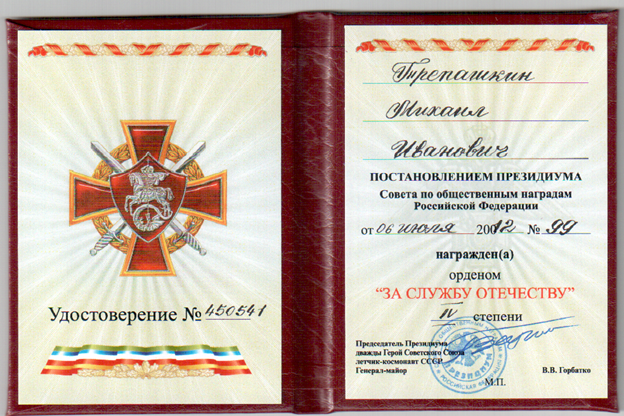 Удостоверение № 450541
Трепашкин
Михаил
Иванович
ПОСТАНОВЛЕНИЕМ ПРЕЗИДИУМА
Совета по общественным наградам
Российской Федерации
от 06 июля 2012 № 99
награжден(а)
орденом
"ЗА СЛУЖБУ ОТЕЧЕСТВУ"
IV степени
Председатель Президиума
дважды Герой Советского Союза
летчик-космонавт СССР
Генерал-майор В.В. Горбатко
ПРЕЗИДИУМ
М.П.